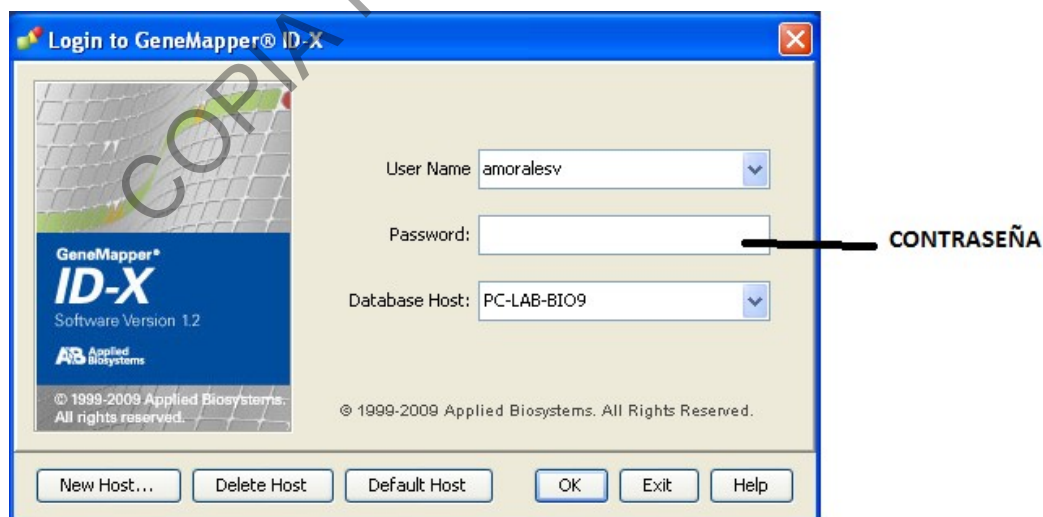 Login to GeneMapper® ID-X
COPIA
User Name amoralesv
Password:
CONTRASEÑA
Database Host: PC-LAB-BIO9
GeneMapper®
ID-X
Software Version 1.2
AB Applied Biosystems
© 1999-2009 Applied Biosystems.
All rights reserved.
© 1999-2009 Applied Biosystems. All Rights Reserved.
New Host... Delete Host Default Host OK Exit Help